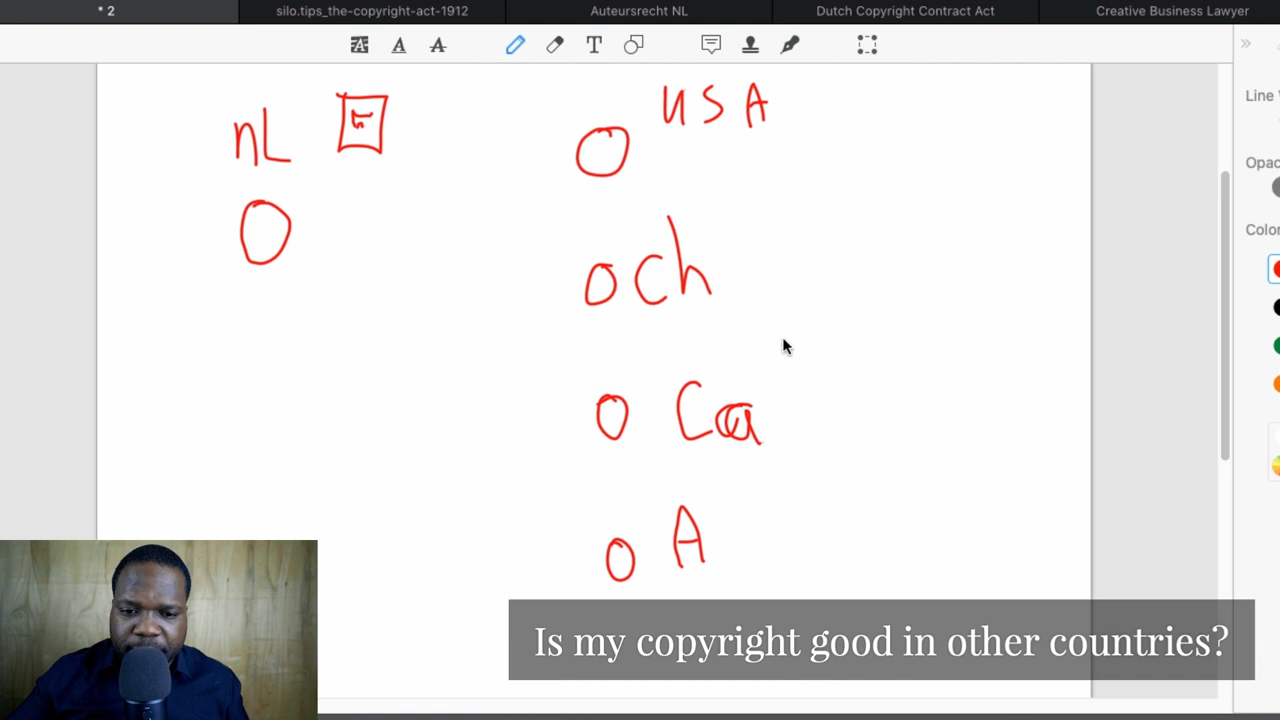 * 2
silo.tips_the-copyright-act-1912
Auteursrecht NL
Dutch Copyright Contract Act
Creative Business Lawyer
A A A T
»
Line
Opac
Color
nL
E
USA
O
O
O Ch
O Ca
O A
Is my copyright good in other countries?